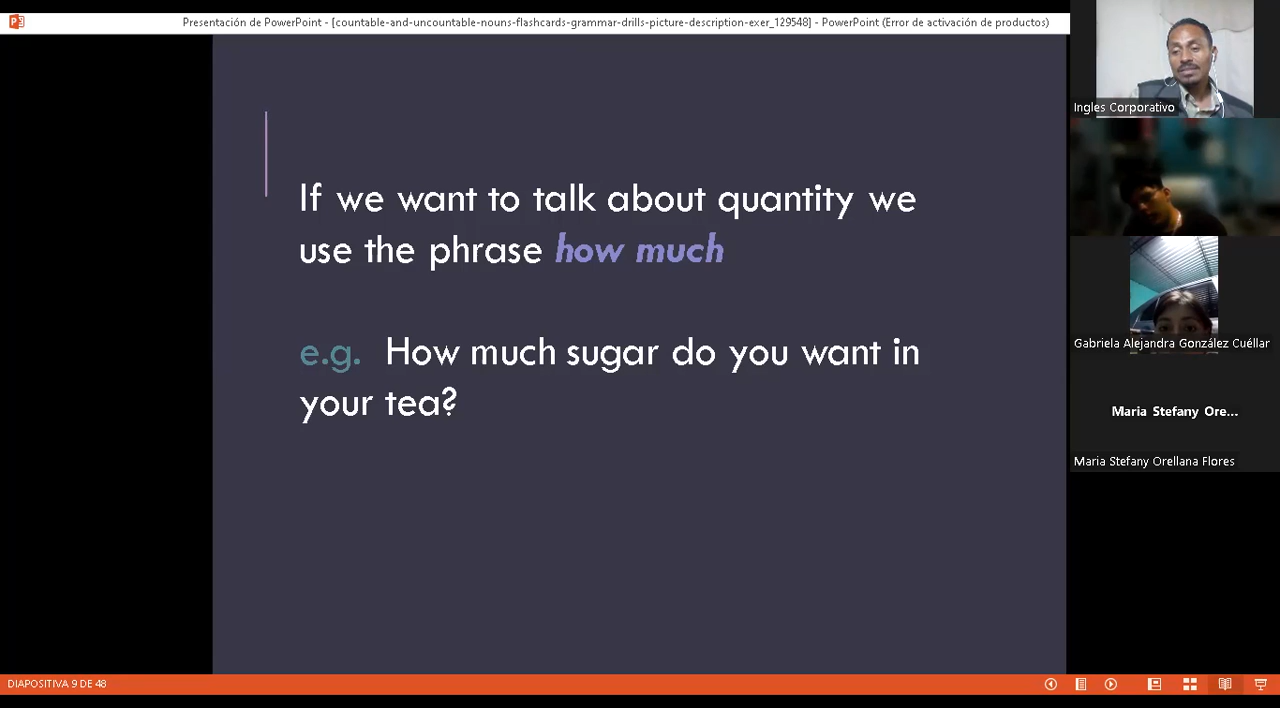 Presentación de PowerPoint - [countable-and-uncountable-nouns-flashcards-grammar-drills-picture-description-exer_129548] - PowerPoint (Error de activación de productos)
If we want to talk about quantity we
use the phrase how much
e.g. How much sugar do you want in
your tea?
Ingles Corporativo
Gabriela Alejandra González Cuéllar
Maria Stefany Ore...
Maria Stefany Orellana Flores
DIAPOSITIVA 9 DE 48